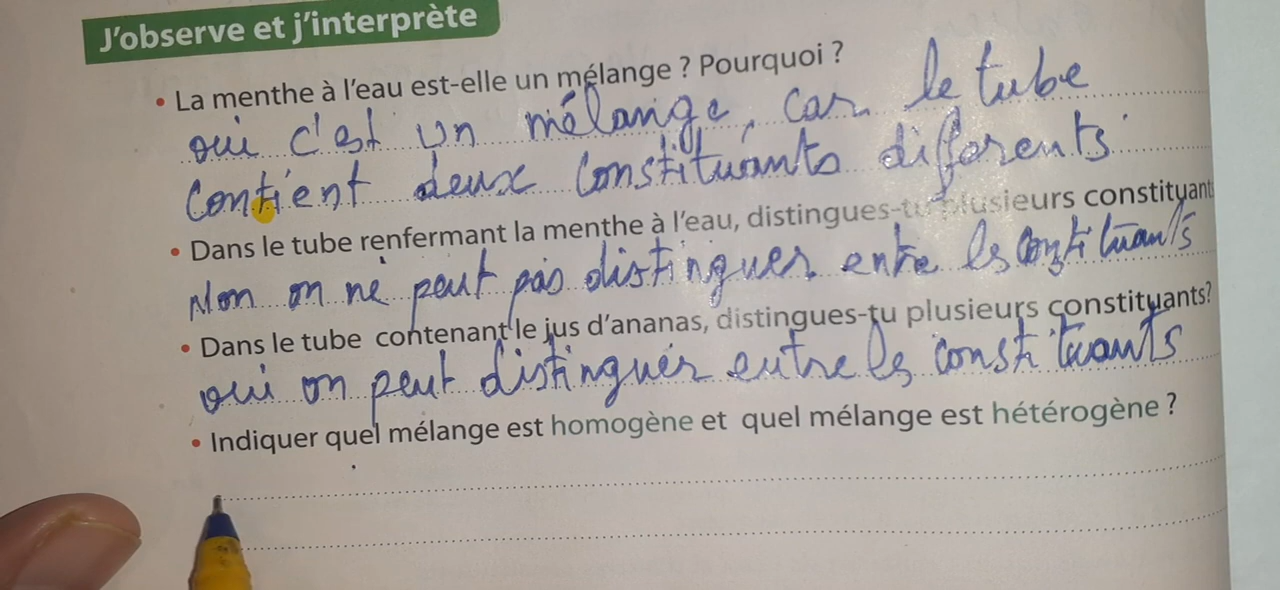 J'observe et j'interprète
• La menthe à l'eau est-elle un mélange ? Pourquoi ?
oui c'est un mélange, car le tube
contient deux constituants différents
• Dans le tube renfermant la menthe à l'eau, distingues-tu plusieurs constituants
Non on ne peut pas distinguer entre les constituants
• Dans le tube contenant le jus d'ananas, distingues-tu plusieurs constituants?
oui on peut distinguer entre les constituants
• Indiquer quel mélange est homogène et quel mélange est hétérogène ?